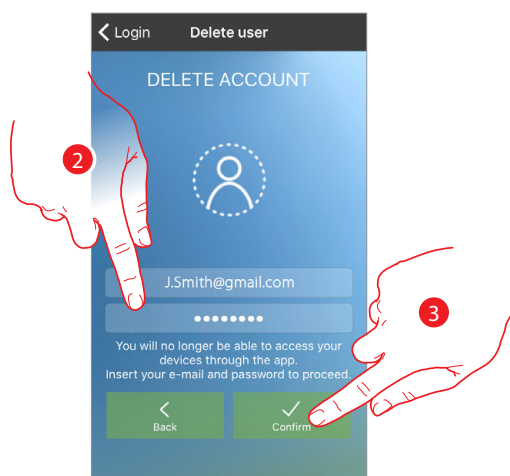 Login Delete user
DELETE ACCOUNT
2
J.Smith@gmail.com
••••••••
3
You will no longer be able to access your
devices through the app.
Insert your e-mail and password to proceed.
Back Confirm